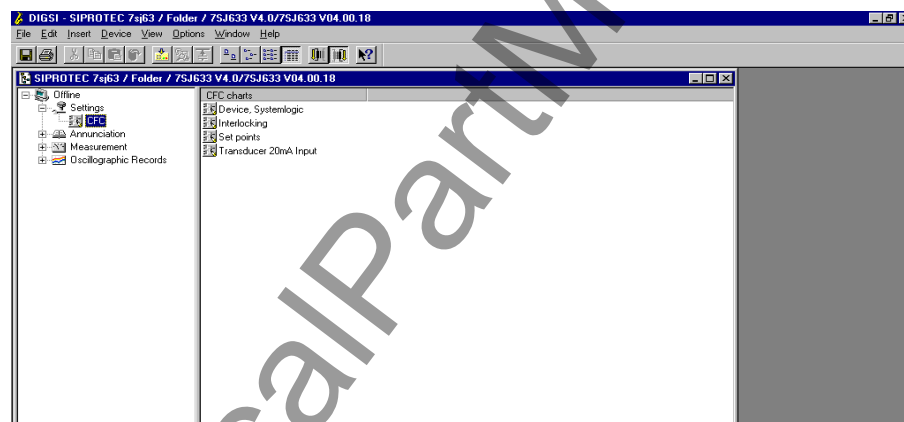 DIGSI - SIPROTEC 7sj63 / Folder / 7SJ633 V4.0/7SJ633 V04.00.18
File Edit Insert Device View Options Window Help
SIPROTEC 7sj63 / Folder / 7SJ633 V4.0/7SJ633 V04.00.18
Offline
Settings
CFC
Annunciation
Measurement
Oscillographic Records
CFC charts
Device, Systemlogic
Interlocking
Set points
Transducer 20mA Input
calPartM